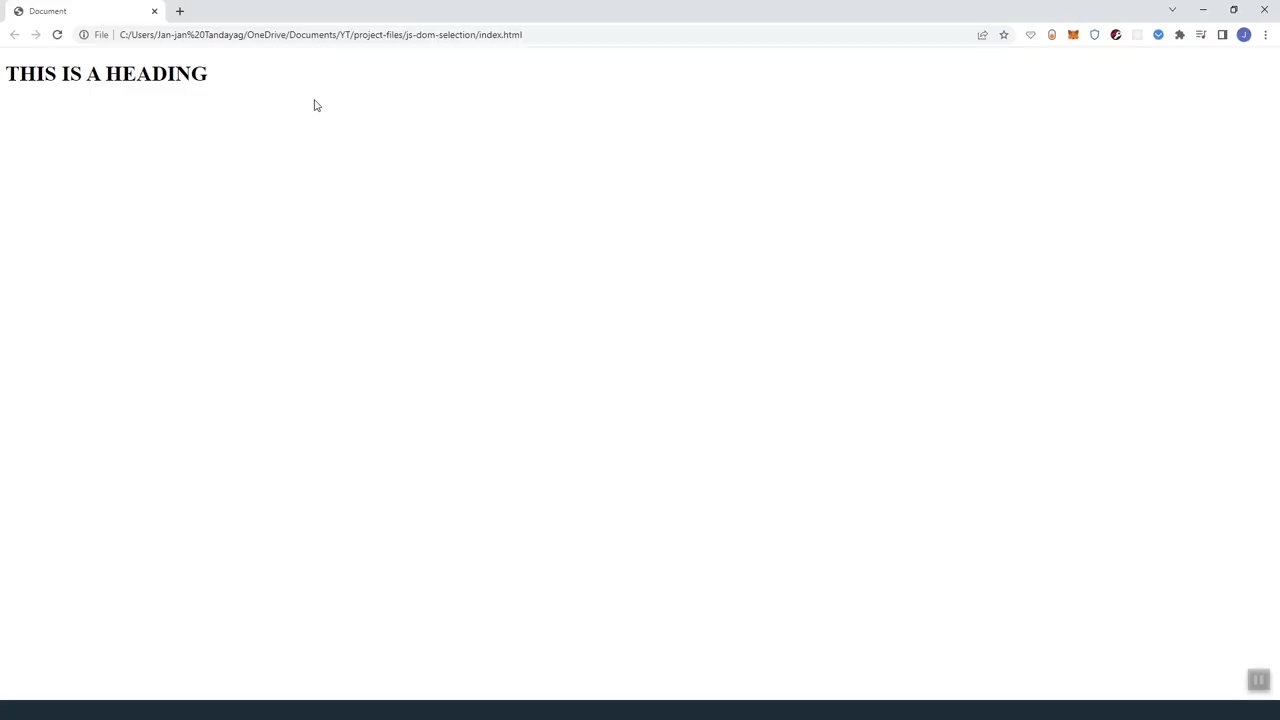 Document
File
C:/Users/Jan-jan%20Tandayag/OneDrive/Documents/YT/project-files/js-dom-selection/index.html
J
THIS IS A HEADING